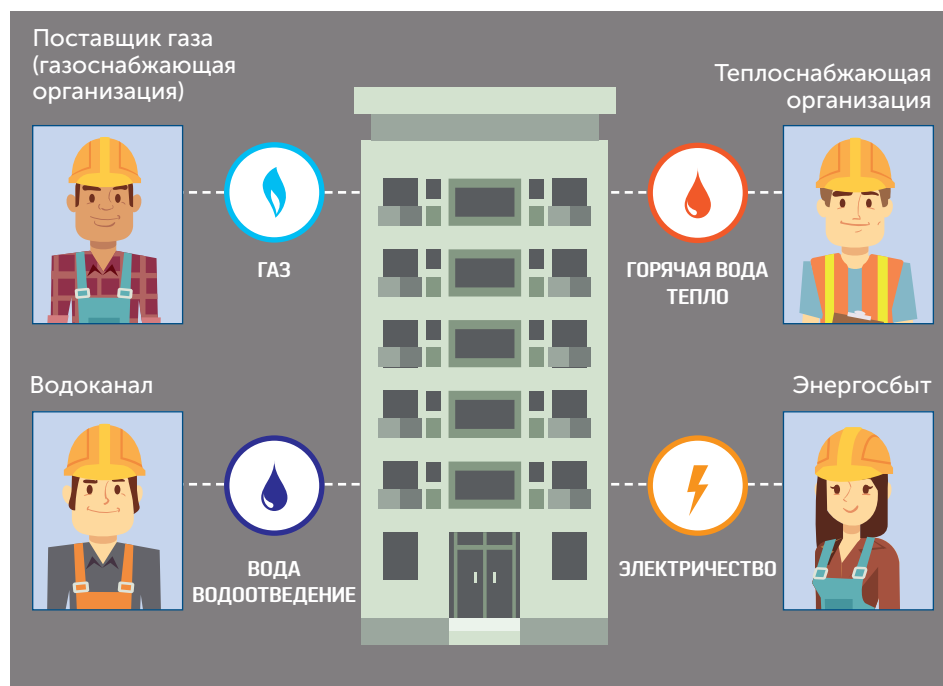 Поставщик газа
(газоснабжающая
организация)
Теплоснабжающая
организация
ГАЗ
ГОРЯЧАЯ ВОДА
ТЕПЛО
Водоканал
Энергосбыт
ВОДА
ВОДООТВЕДЕНИЕ
ЭЛЕКТРИЧЕСТВО